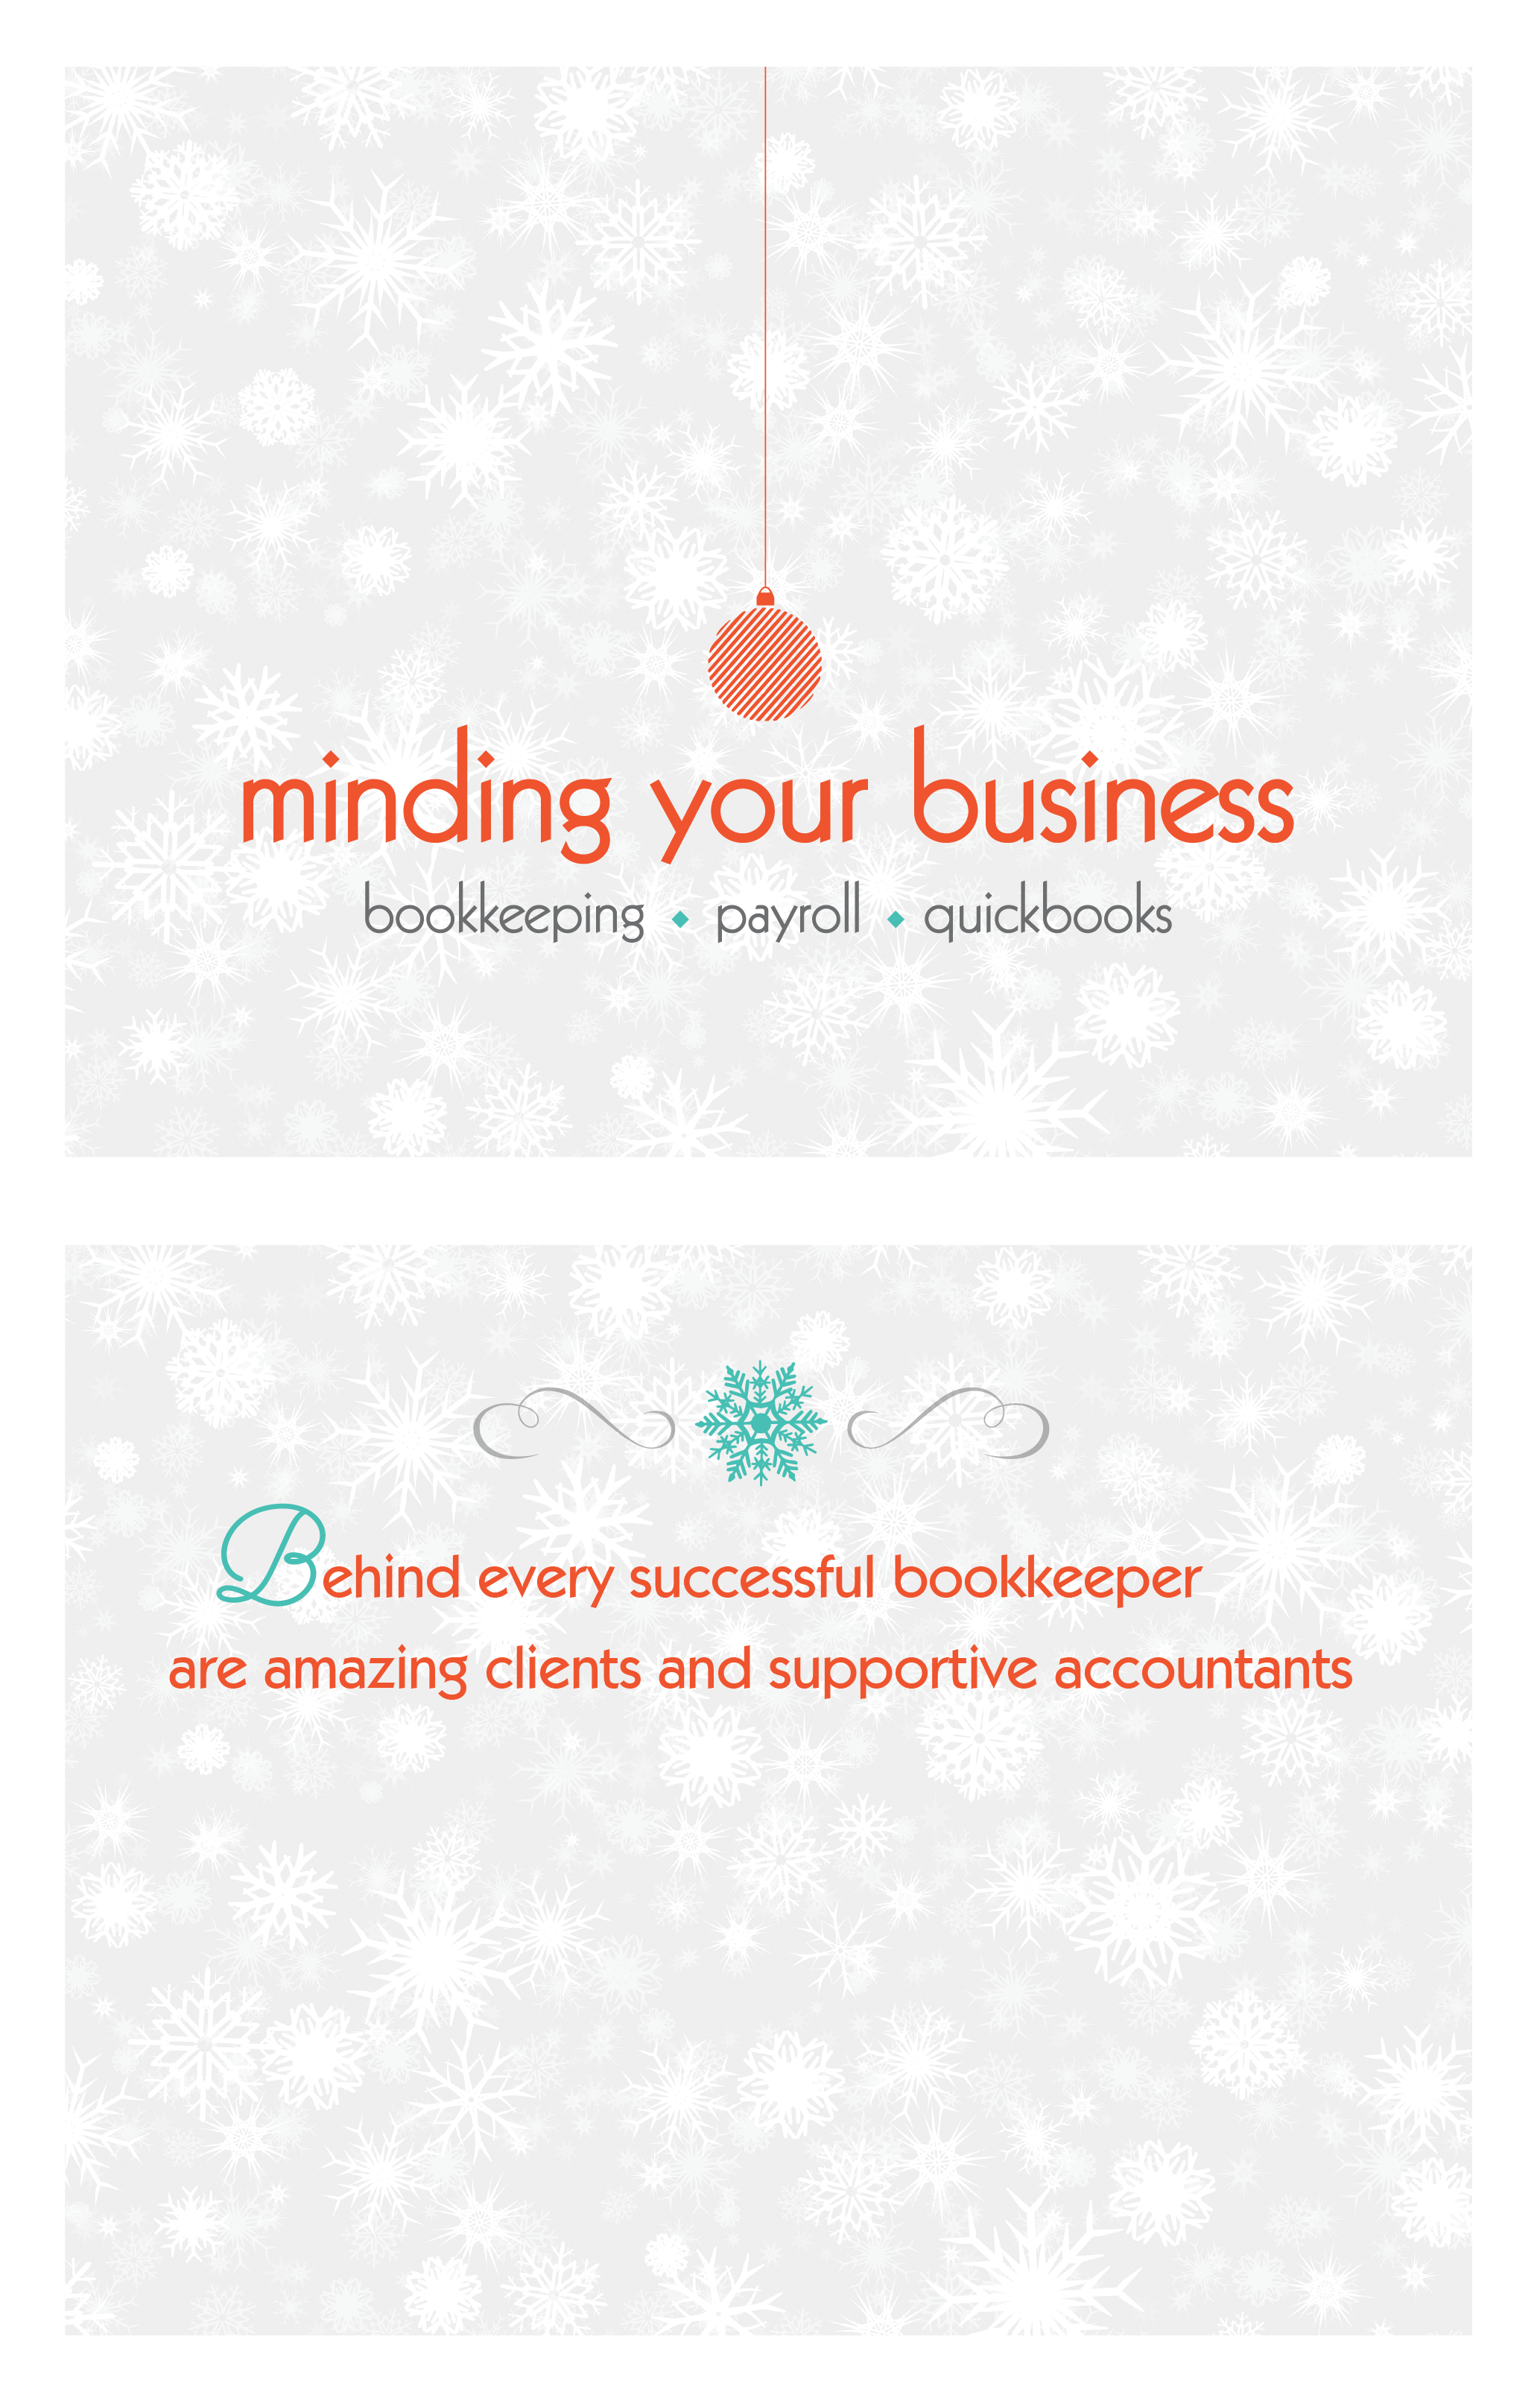 minding your business
bookkeeping ◆ payroll ◆ quickbooks
Behind every successful bookkeeper
are amazing clients and supportive accountants